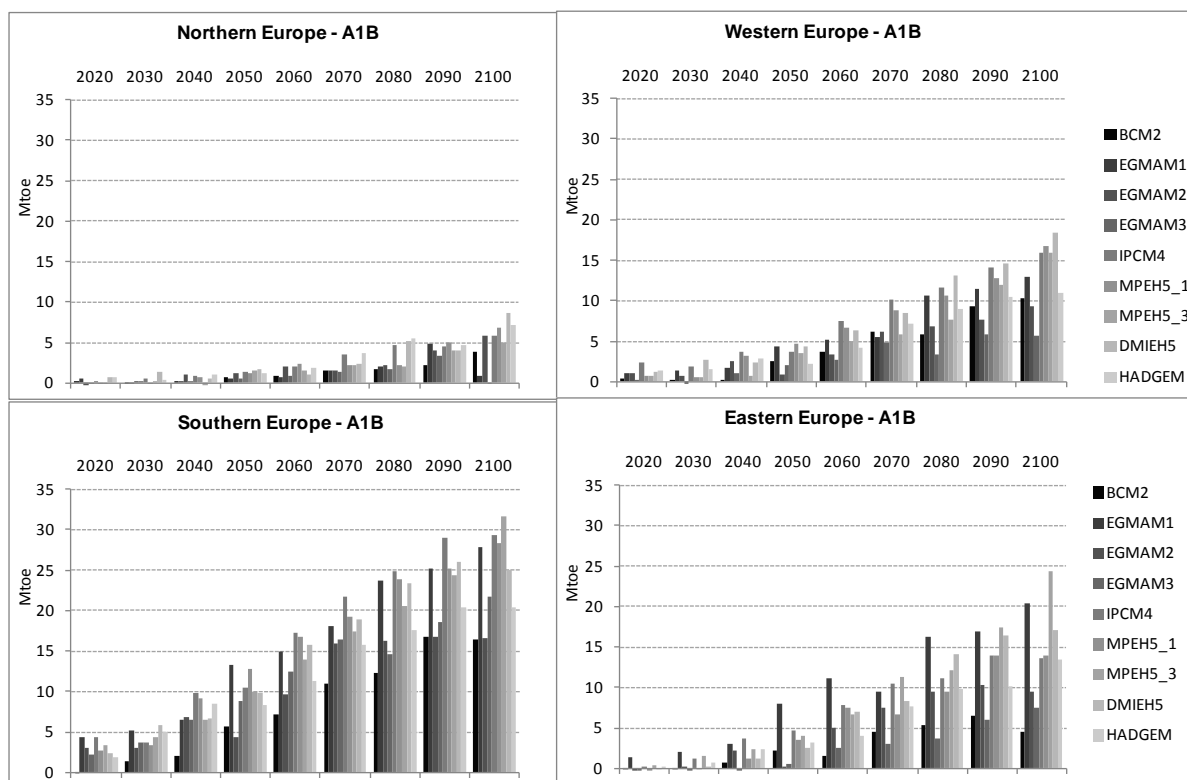 Northern Europe - A1B
2020 2030 2040 2050 2060 2070 2080 2090 2100
35
30
25
20
15
10
5
0
Mtoe
Western Europe - A1B
2020 2030 2040 2050 2060 2070 2080 2090 2100
35
30
25
20
15
10
5
0
BCM2
EGMAM1
EGMAM2
EGMAM3
IPCM4
MPEH5_1
MPEH5_3
DMIEH5
HADGEM
Southern Europe - A1B
2020 2030 2040 2050 2060 2070 2080 2090 2100
35
30
25
20
15
10
5
0
Mtoe
Eastern Europe - A1B
2020 2030 2040 2050 2060 2070 2080 2090 2100
35
30
25
20
15
10
5
0
Mtoe
BCM2
EGMAM1
EGMAM2
EGMAM3
IPCM4
MPEH5_1
MPEH5_3
DMIEH5
HADGEM